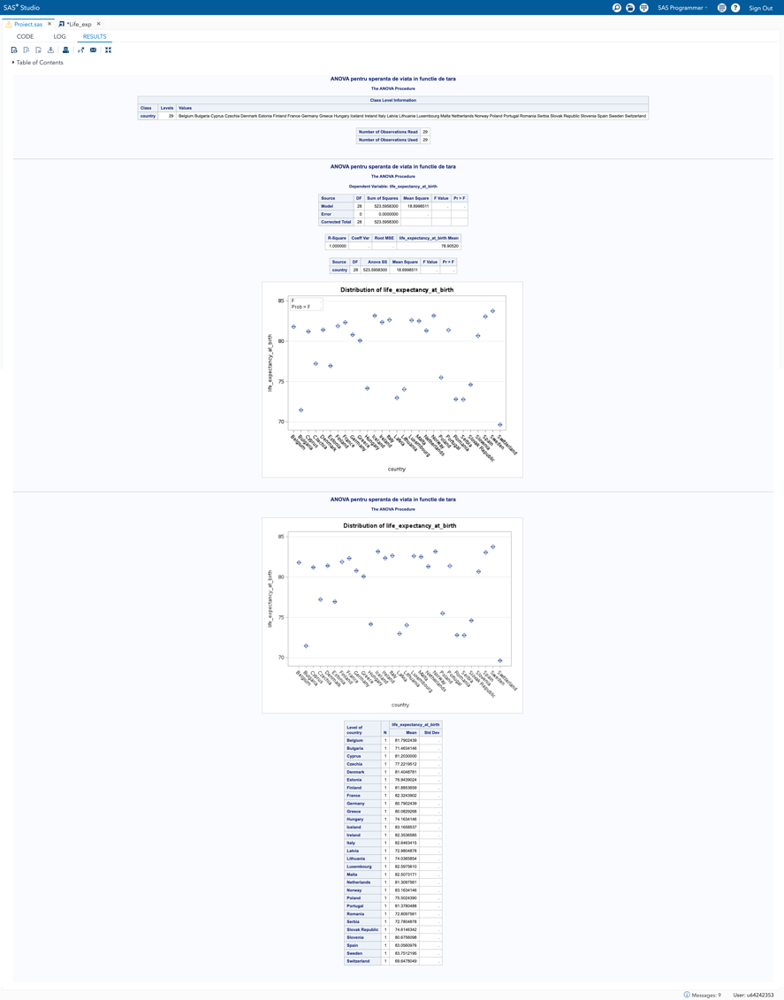 SAS® Studio
SAS Programmer
Sign Out
Proiect.sas
*Life_exp
CODE LOG RESULTS
Table of Contents
ANOVA pentru speranta de viata in functie de tara
The ANOVA Procedure
Class Level Information
Class Levels Values
country 29 Belgium Bulgaria Cyprus Czechia Denmark Estonia Finland France Germany Greece Hungary Iceland Ireland Italy Latvia Lithuania Luxembourg Malta Netherlands Norway Poland Portugal Romania Serbia Slovak Republic Slovenia Spain Sweden Switzerland
Number of Observations Read 29
Number of Observations Used 29
ANOVA pentru speranta de viata in functie de tara
The ANOVA Procedure
Dependent Variable: life_expectancy_at_birth
Source DF Sum of Squares Mean Square F Value Pr > F
Model 28 523.5958300 18.6998511 . .
Error 0 0.0000000 .
Corrected Total 28 523.5958300
R-Square Coeff Var Root MSE life_expectancy_at_birth Mean
1.000000 . . 78.90520
Source DF Anova SS Mean Square F Value Pr > F
country 28 523.5958300 18.6998511 . .
Distribution of life_expectancy_at_birth
F
Prob > F
85
80
75
70
life_expectancy_at_birth
Belgium
Bulgaria
Cyprus
Czechia
Denmark
Estonia
Finland
France
Germany
Greece
Hungary
Iceland
Ireland
Italy
Latvia
Lithuania
Luxembourg
Malta
Netherlands
Norway
Poland
Portugal
Romania
Serbia
Slovak Republic
Slovenia
Spain
Sweden
Switzerland
country
ANOVA pentru speranta de viata in functie de tara
The ANOVA Procedure
Distribution of life_expectancy_at_birth
85
80
75
70
life_expectancy_at_birth
Belgium
Bulgaria
Cyprus
Czechia
Denmark
Estonia
Finland
France
Germany
Greece
Hungary
Iceland
Ireland
Italy
Latvia
Lithuania
Luxembourg
Malta
Netherlands
Norway
Poland
Portugal
Romania
Serbia
Slovak Republic
Slovenia
Spain
Sweden
Switzerland
country
Level of country N life_expectancy_at_birth
Mean Std Dev
Belgium 1 81.7902439 .
Bulgaria 1 71.4634146 .
Cyprus 1 81.2030000 .
Czechia 1 77.2219512 .
Denmark 1 81.4048781 .
Estonia 1 76.9439024 .
Finland 1 81.8853659 .
France 1 82.3243902 .
Germany 1 80.7902439 .
Greece 1 80.0829268 .
Hungary 1 74.1634146 .
Iceland 1 83.1658537 .
Ireland 1 82.3536585 .
Italy 1 82.6463415 .
Latvia 1 72.9804878 .
Lithuania 1 74.0365854 .
Luxembourg 1 82.5975610 .
Malta 1 82.5073171 .
Netherlands 1 81.3097561 .
Norway 1 83.1634146 .
Poland 1 75.5024390 .
Portugal 1 81.3780488 .
Romania 1 72.8097561 .
Serbia 1 72.7804878 .
Slovak Republic 1 74.6146342 .
Slovenia 1 80.6756098 .
Spain 1 83.0560976 .
Sweden 1 83.7512195 .
Switzerland 1 69.6478049 .
Messages: 9
User: u64242353